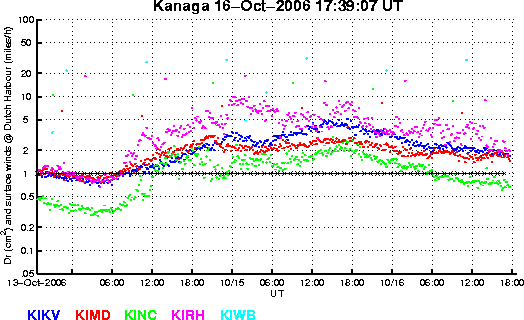 Kanaga 16-Oct-2006 17:39:07 UT
Dr (cm²) and surface winds @ Dutch Harbour (miles/h)
100
50
20
10
5
2
1
0.5
0.2
0.1
.05
13-Oct-2006 06:00 12:00 18:00 10/15 06:00 12:00 18:00 10/16 06:00 12:00 18:00
UT
KIKV KIMD KINC KIRH KIWB